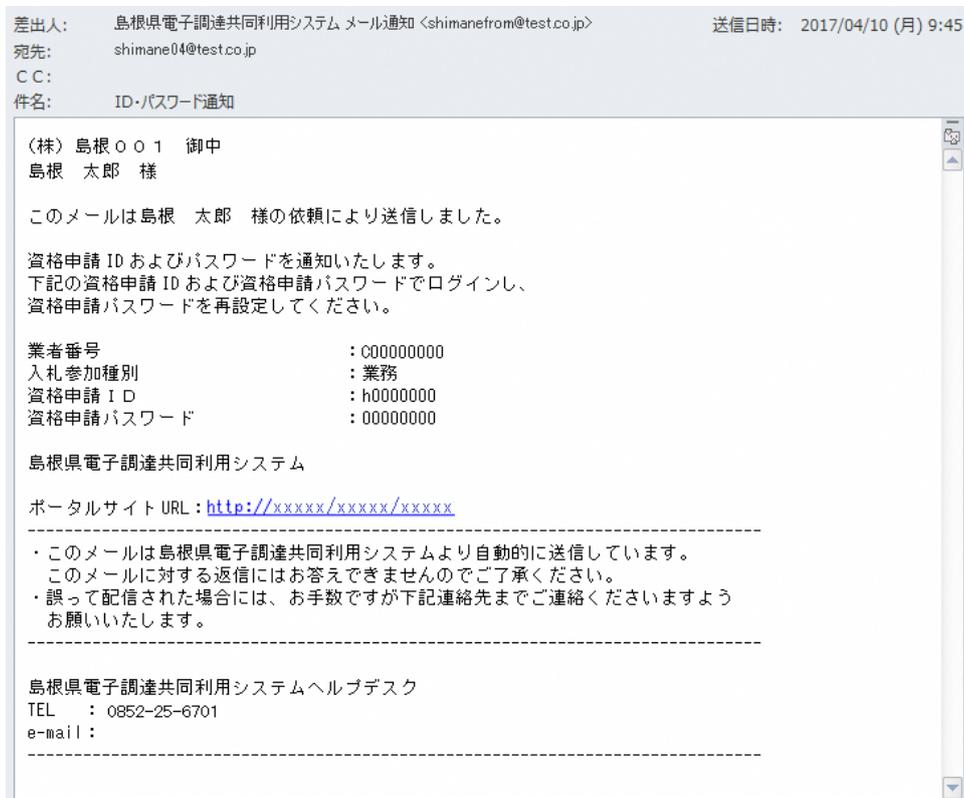 差出人: 島根県電子調達共同利用システム メール通知 <shimanefrom@test.co.jp> 送信日時: 2017/04/10 (月) 9:45
宛先: shimane04@test.co.jp
CC:
件名: ID・パスワード通知
(株)島根００１　御中
島根　太郎　様
このメールは島根　太郎　様の依頼により送信しました。
資格申請IDおよびパスワードを通知いたします。
下記の資格申請IDおよび資格申請パスワードでログインし、
資格申請パスワードを再設定してください。
業者番号 ：C00000000
入札参加種別 ：業務
資格申請ＩＤ ：h0000000
資格申請パスワード ：00000000
島根県電子調達共同利用システム
ポータルサイトURL：http://xxxxx/xxxxx/xxxxx
--------------------------------------------------------------------------------
・このメールは島根県電子調達共同利用システムより自動的に送信しています。
このメールに対する返信にはお答えできませんのでご了承ください。
・誤って配信された場合には、お手数ですが下記連絡先までご連絡くださいますよう
お願いいたします。
--------------------------------------------------------------------------------
島根県電子調達共同利用システムヘルプデスク
TEL ：0852-25-6701
e-mail：
--------------------------------------------------------------------------------